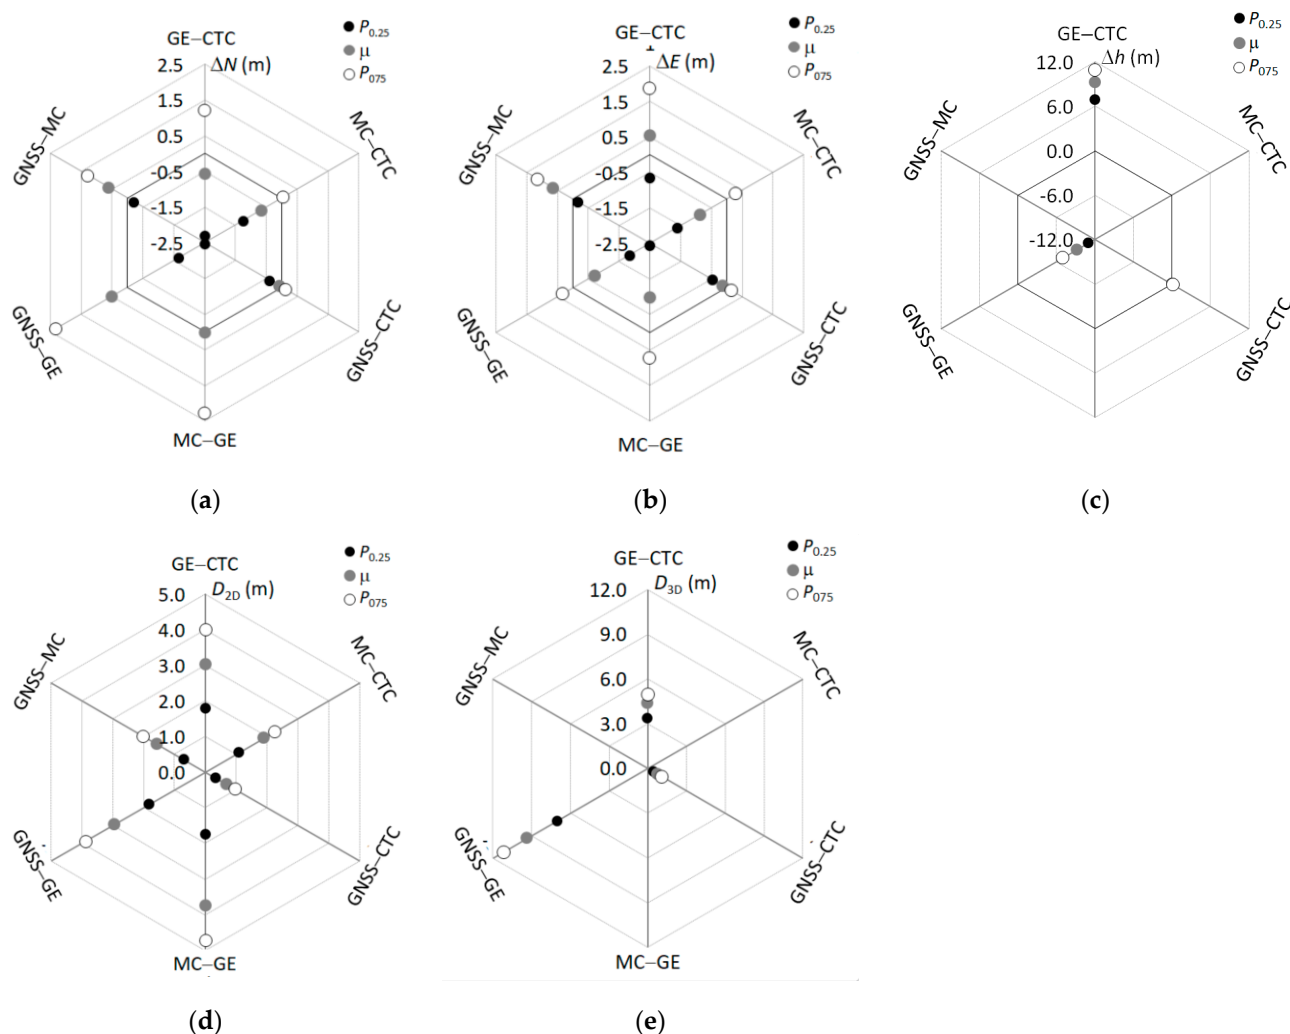 GE–CTC
ΔN (m)
P0.25
μ
P075
2.5
1.5
0.5
-0.5
-1.5
-2.5
GNSS–MC
MC–CTC
GNSS–GE
GNSS–CTC
MC–GE
(a)
GE–CTC
ΔE (m)
P0.25
μ
P075
2.5
1.5
0.5
-0.5
-1.5
-2.5
GNSS–MC
MC–CTC
GNSS–GE
GNSS–CTC
MC–GE
(b)
GE–CTC
Δh (m)
P0.25
μ
P075
12.0
6.0
0.0
-6.0
-12.0
GNSS–MC
MC–CTC
GNSS–GE
GNSS–CTC
(c)
GE–CTC
D2D (m)
P0.25
μ
P075
5.0
4.0
3.0
2.0
1.0
0.0
GNSS–MC
MC–CTC
GNSS–GE
GNSS–CTC
MC–GE
(d)
GE–CTC
D3D (m)
P0.25
μ
P075
12.0
9.0
6.0
3.0
0.0
GNSS–MC
MC–CTC
GNSS–GE
GNSS–CTC
MC–GE
(e)